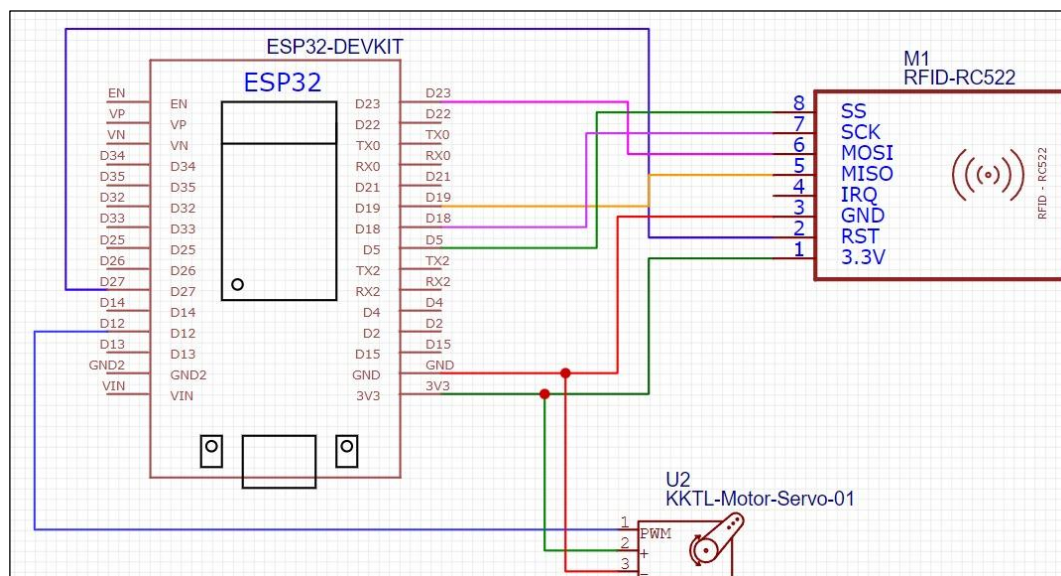 ESP32-DEVKIT
ESP32
EN
VP
VN
D34
D35
D32
D33
D25
D26
D27
D14
D12
D13
GND2
VIN
EN
VP
VN
D34
D35
D32
D33
D25
D26
D27
D14
D12
D13
GND2
VIN
D23
D22
TX0
RX0
D21
D19
D18
D5
TX2
RX2
D4
D2
D15
GND
3V3
D23
D22
TX0
RX0
D21
D19
D18
D5
TX2
RX2
D4
D2
D15
GND
3V3
M1
RFID-RC522
8 SS
7 SCK
6 MOSI
5 MISO
4 IRQ
3 GND
2 RST
1 3.3V
RFID - RC522
U2
KKTL-Motor-Servo-01
1 PWM
2 +
3 -